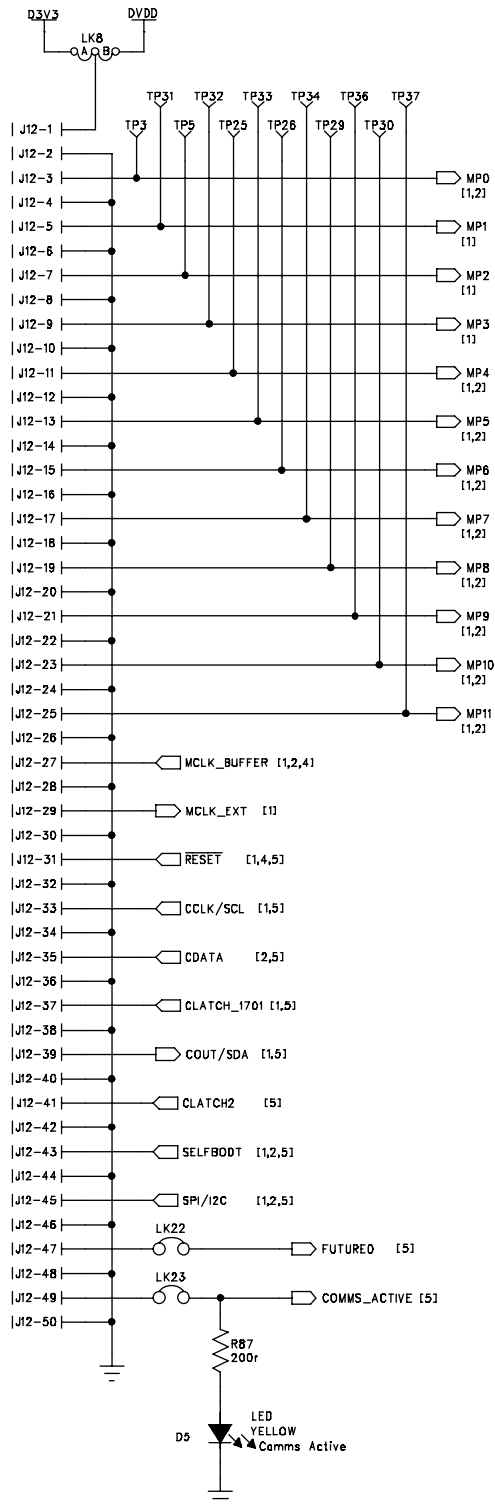 D3V3 DVDD
LK8
A B
TP31 TP32 TP33 TP34 TP36 TP37
J12-1 TP3 TP5 TP25 TP26 TP29 TP30
J12-2
J12-3 MP0
[1,2]
J12-4
J12-5 MP1
[1]
J12-6
J12-7 MP2
[1]
J12-8
J12-9 MP3
[1]
J12-10
J12-11 MP4
[1,2]
J12-12
J12-13 MP5
[1,2]
J12-14
J12-15 MP6
[1,2]
J12-16
J12-17 MP7
[1,2]
J12-18
J12-19 MP8
[1,2]
J12-20
J12-21 MP9
[1,2]
J12-22
J12-23 MP10
[1,2]
J12-24
J12-25 MP11
[1,2]
J12-26
J12-27 MCLK_BUFFER [1,2,4]
J12-28
J12-29 MCLK_EXT [1]
J12-30
J12-31 RESET [1,4,5]
J12-32
J12-33 CCLK/SCL [1,5]
J12-34
J12-35 CDATA [2,5]
J12-36
J12-37 CLATCH_1701 [1,5]
J12-38
J12-39 COUT/SDA [1,5]
J12-40
J12-41 CLATCH2 [5]
J12-42
J12-43 SELFBOOT [1,2,5]
J12-44
J12-45 SPI/I2C [1,2,5]
J12-46
LK22
J12-47 FUTURE0 [5]
J12-48
LK23
J12-49 COMMS_ACTIVE [5]
J12-50
R87
200r
LED
YELLOW
D5 Comms Active